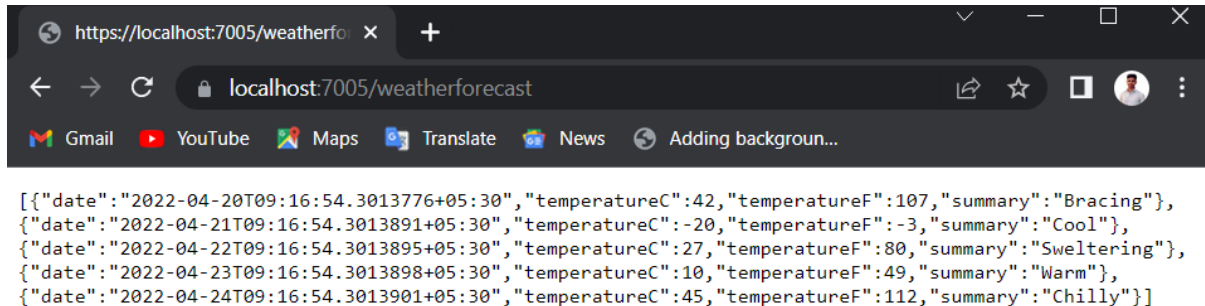 https://localhost:7005/weatherfo
localhost:7005/weatherforecast
Gmail YouTube Maps Translate News Adding backgroun...
[{"date":"2022-04-20T09:16:54.3013776+05:30","temperatureC":42,"temperatureF":107,"summary":"Bracing"},
{"date":"2022-04-21T09:16:54.3013891+05:30","temperatureC":-20,"temperatureF":-3,"summary":"Cool"},
{"date":"2022-04-22T09:16:54.3013895+05:30","temperatureC":27,"temperatureF":80,"summary":"Sweltering"},
{"date":"2022-04-23T09:16:54.3013898+05:30","temperatureC":10,"temperatureF":49,"summary":"Warm"},
{"date":"2022-04-24T09:16:54.3013901+05:30","temperatureC":45,"temperatureF":112,"summary":"Chilly"}]